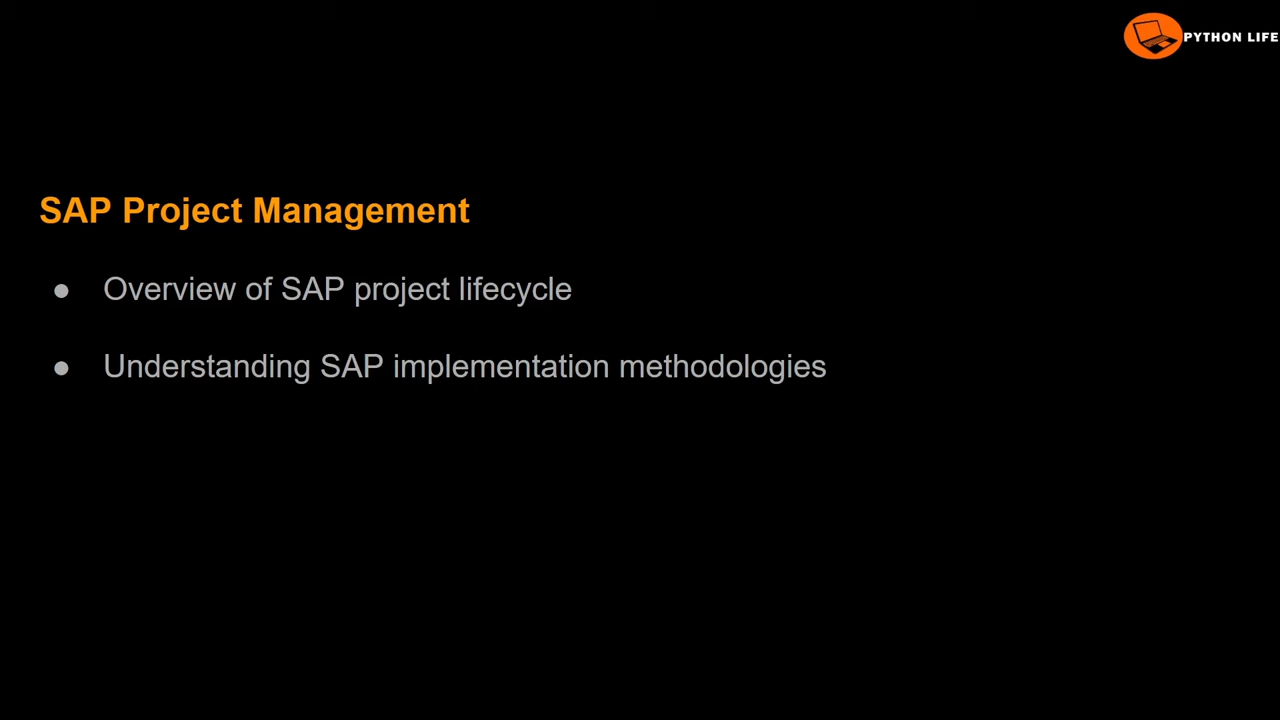 PYTHON LIFE
SAP Project Management
● Overview of SAP project lifecycle
● Understanding SAP implementation methodologies